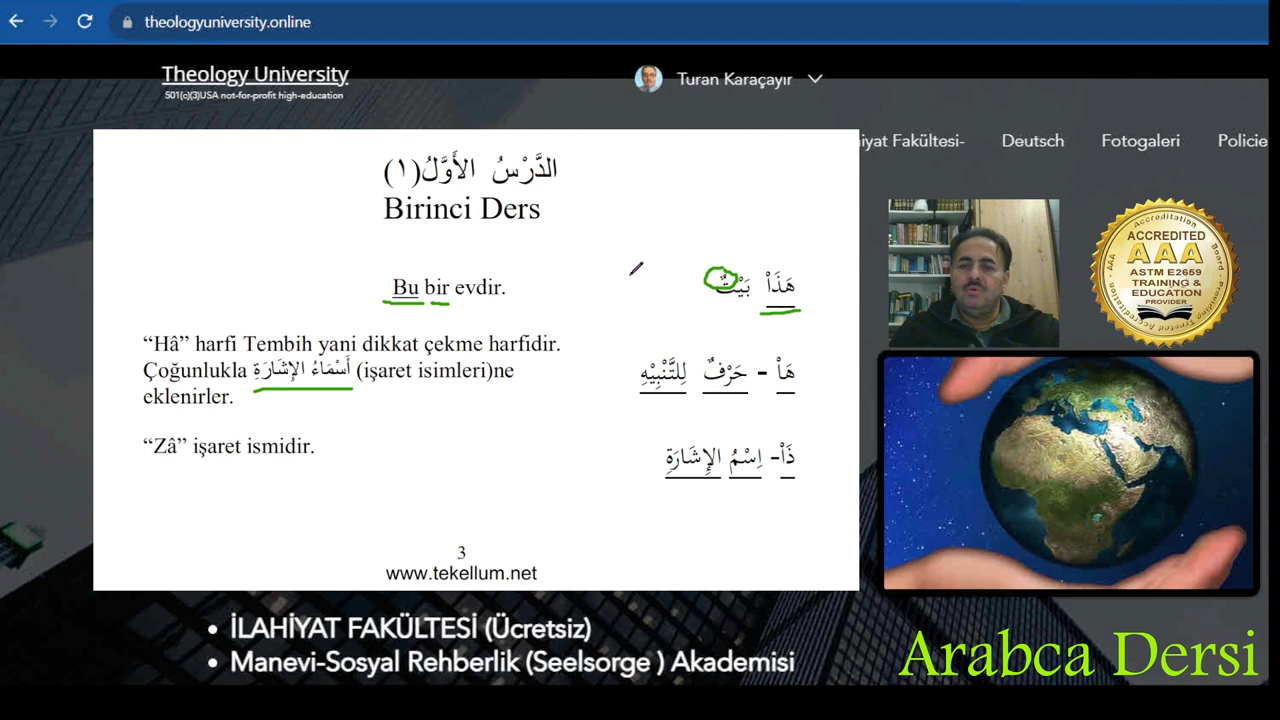 theologyuniversity.online
Theology University
501(c)(3)USA not-for-profit high-education
Turan Karaçayır
iyat Fakültesi-
Deutsch
Fotogaleri
Policie
الدَّرْسُ الأَوَّلُ(١)
Birinci Ders
Bu bir evdir.
هَذَاْ بَيْتٌ
“Hâ” harfi Tembih yani dikkat çekme harfidir.
Çoğunlukla أَسْمَاءُ الإِشَارَةِ (işaret isimleri)ne
eklenirler.
هَاْ - حَرْفٌ لِلتَّنْبِيْهِ
“Zâ” işaret ismidir.
ذَاْ- اِسْمُ الإِشَارَةِ
3
www.tekellum.net
Accreditation
ACCREDITED
AAA
ASTM E2659
TRAINING &
EDUCATION
PROVIDER
• İLAHİYAT FAKÜLTESİ (Ücretsiz)
• Manevi-Sosyal Rehberlik (Seelsorge ) Akademisi
Arabca Dersi